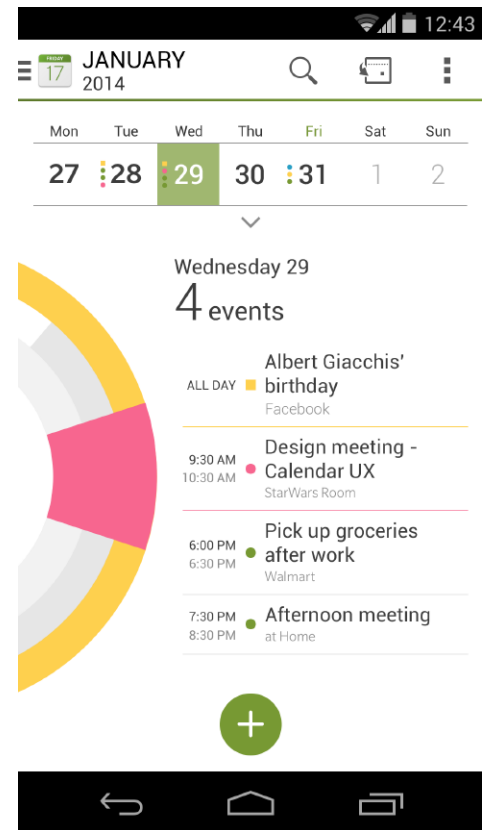 12:43
FRIDAY
17
JANUARY
2014
Mon Tue Wed Thu Fri Sat Sun
27 28 29 30 31 1 2
Wednesday 29
4 events
ALL DAY
Albert Giacchis'
birthday
Facebook
9:30 AM
10:30 AM
Design meeting -
Calendar UX
StarWars Room
6:00 PM
6:30 PM
Pick up groceries
after work
Walmart
7:30 PM
8:30 PM
Afternoon meeting
at Home